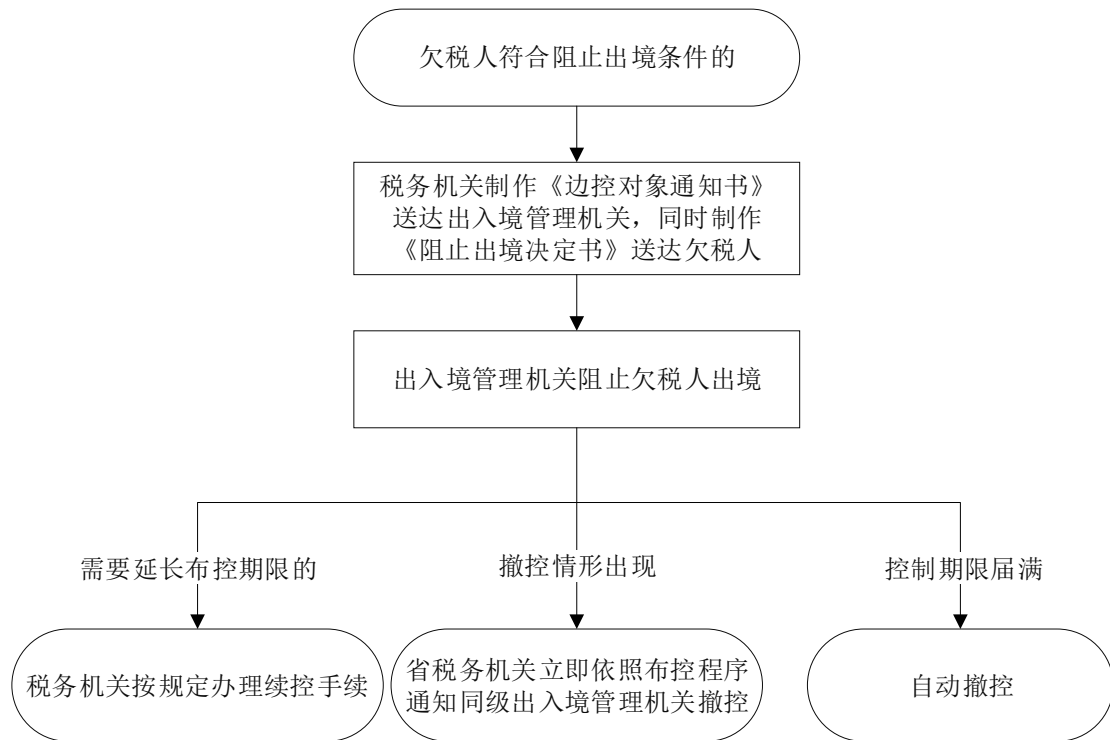 欠税人符合阻止出境条件的
税务机关制作《边控对象通知书》
送达出入境管理机关，同时制作
《阻止出境决定书》送达欠税人
出入境管理机关阻止欠税人出境
需要延长布控期限的
撤控情形出现
控制期限届满
税务机关按规定办理续控手续
省税务机关立即依照布控程序
通知同级出入境管理机关撤控
自动撤控